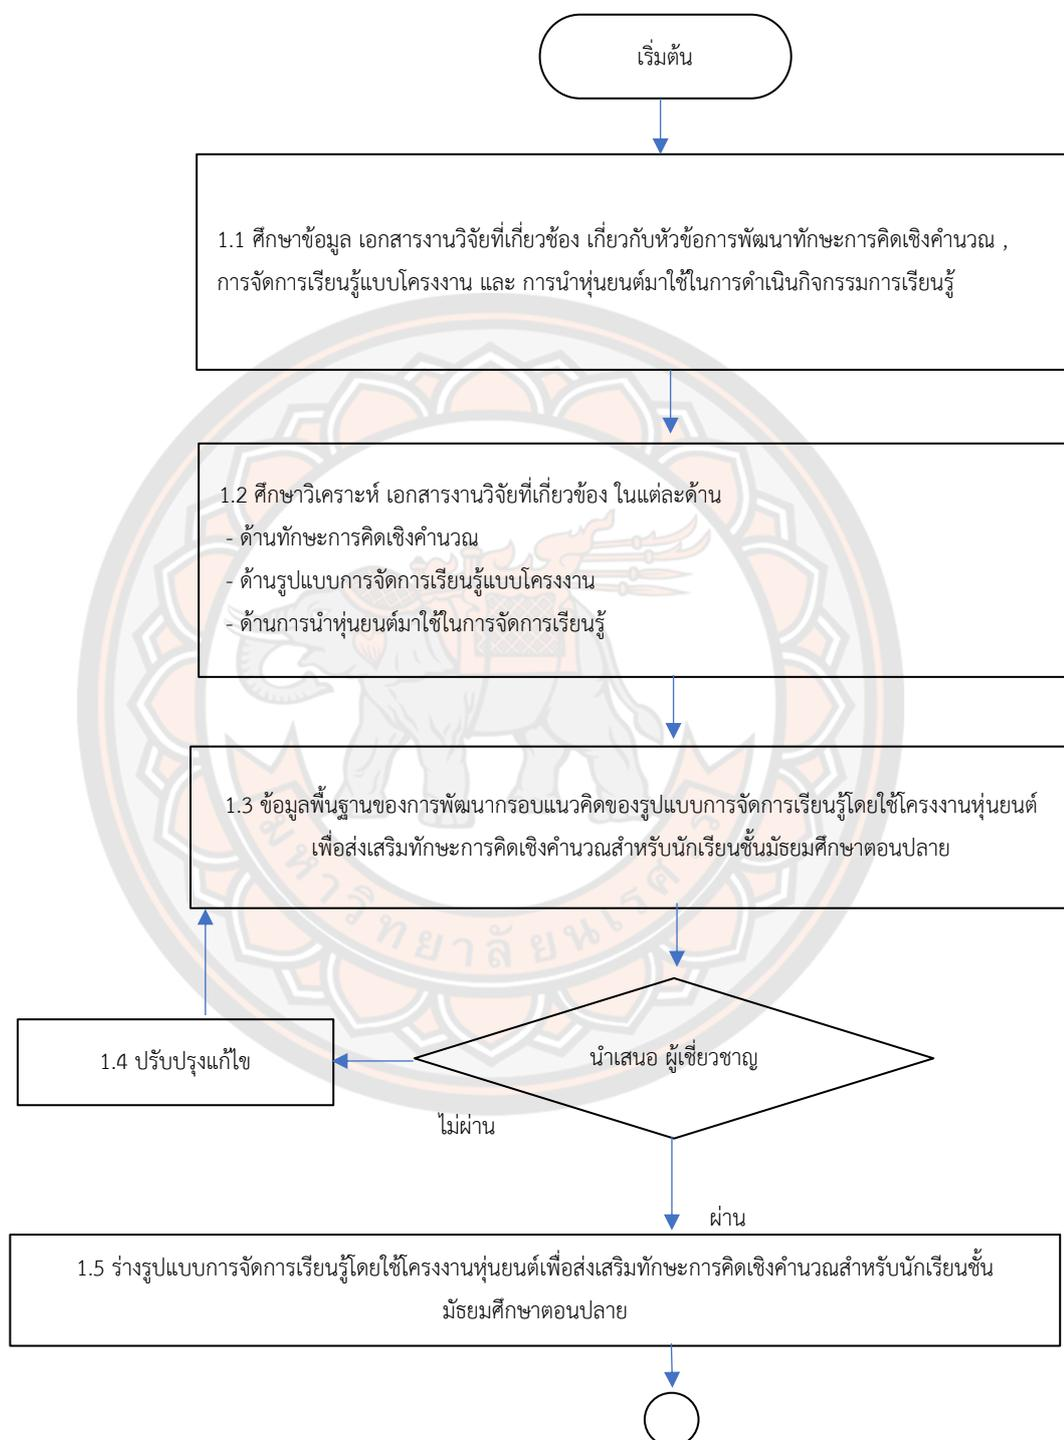 เริ่มต้น
1.1 ศึกษาข้อมูล เอกสารงานวิจัยที่เกี่ยวช้อง เกี่ยวกับหัวข้อการพัฒนาทักษะการคิดเชิงคำนวณ ,
การจัดการเรียนรู้แบบโครงงาน และ การนำหุ่นยนต์มาใช้ในการดำเนินกิจกรรมการเรียนรู้
1.2 ศึกษาวิเคราะห์ เอกสารงานวิจัยที่เกี่ยวข้อง ในแต่ละด้าน
- ด้านทักษะการคิดเชิงคำนวณ
- ด้านรูปแบบการจัดการเรียนรู้แบบโครงงาน
- ด้านการนำหุ่นยนต์มาใช้ในการจัดการเรียนรู้
1.3 ข้อมูลพื้นฐานของการพัฒนากรอบแนวคิดของรูปแบบการจัดการเรียนรู้โดยใช้โครงงานหุ่นยนต์
เพื่อส่งเสริมทักษะการคิดเชิงคำนวณสำหรับนักเรียนชั้นมัธยมศึกษาตอนปลาย
มหาวิทยาลัยนเรศวร
นำเสนอ ผู้เชี่ยวชาญ
1.4 ปรับปรุงแก้ไข
ไม่ผ่าน
ผ่าน
1.5 ร่างรูปแบบการจัดการเรียนรู้โดยใช้โครงงานหุ่นยนต์เพื่อส่งเสริมทักษะการคิดเชิงคำนวณสำหรับนักเรียนชั้น
มัธยมศึกษาตอนปลาย